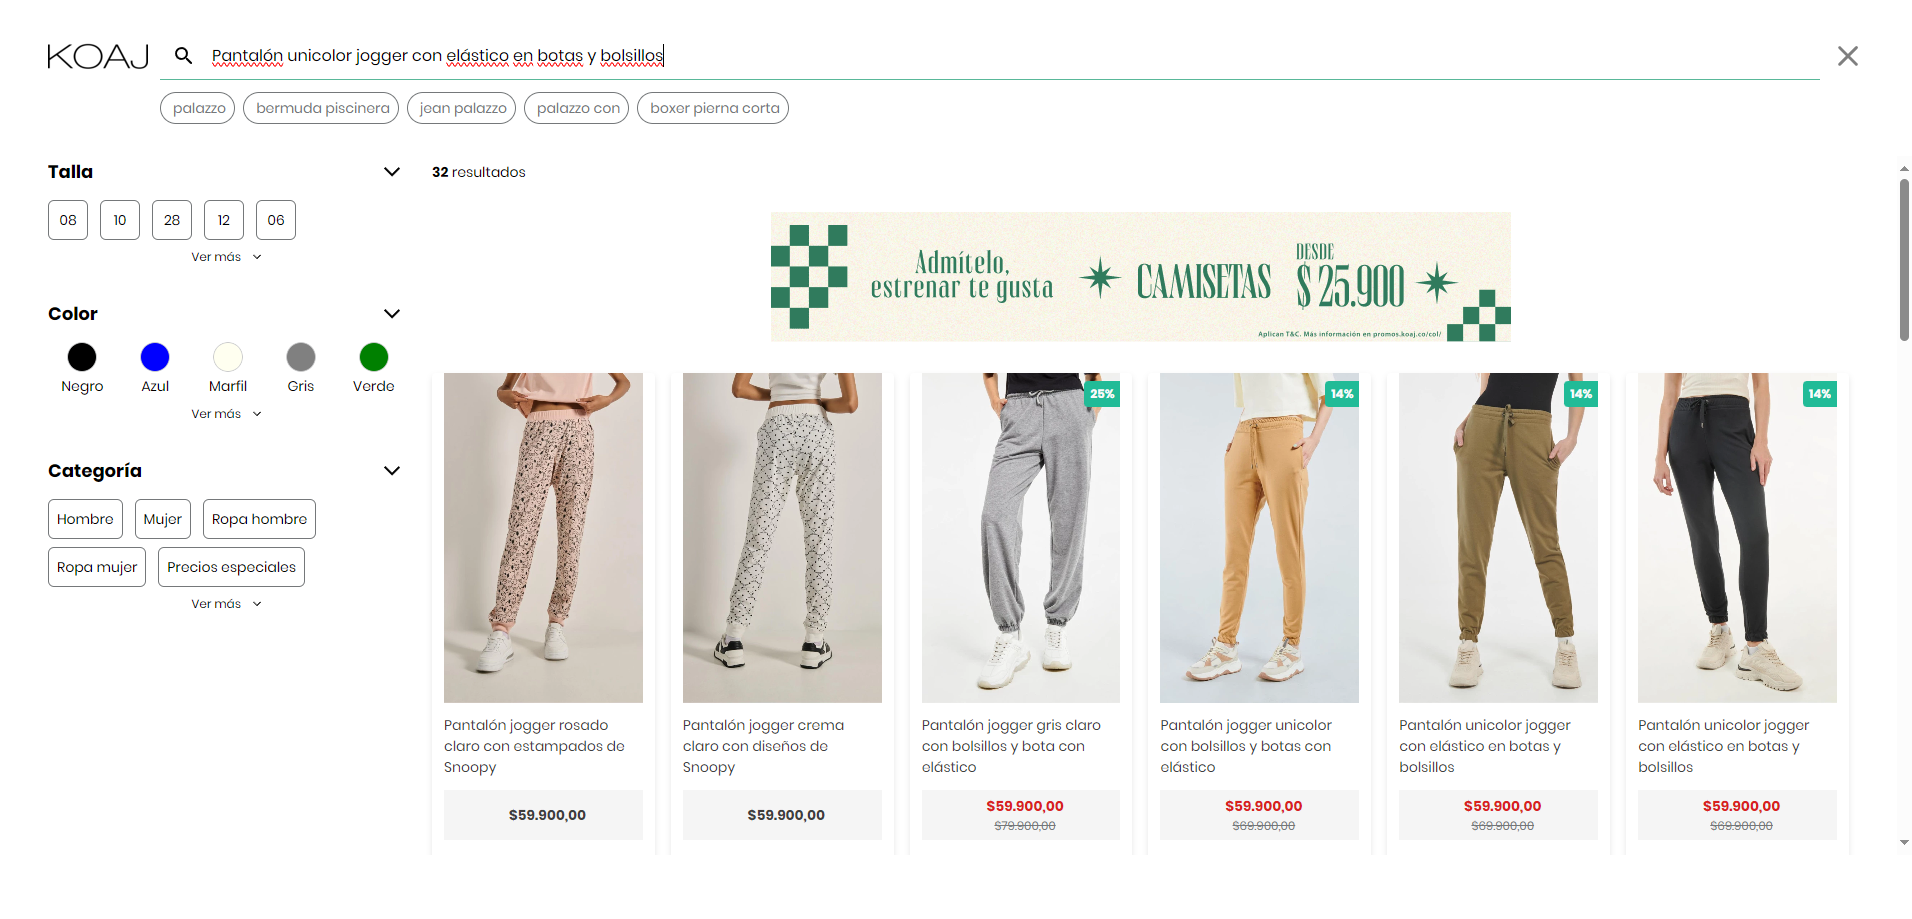 KOAJ
Pantalón unicolor jogger con elástico en botas y bolsillos
palazzo
bermuda piscinera
jean palazzo
palazzo con
boxer pierna corta
Talla
08
10
28
12
06
Ver más
Color
Negro
Azul
Marfil
Gris
Verde
Ver más
Categoría
Hombre
Mujer
Ropa hombre
Ropa mujer
Precios especiales
Ver más
32 resultados
Admítelo,
estrenar te gusta
CAMISETAS
DESDE
$ 25.900
Aplican T&C. Más información en promos.koaj.co/col/
Pantalón jogger rosado
claro con estampados de
Snoopy
$59.900,00
Pantalón jogger crema
claro con diseños de
Snoopy
$59.900,00
25%
Pantalón jogger gris claro
con bolsillos y bota con
elástico
$59.900,00
$79.900,00
14%
Pantalón jogger unicolor
con bolsillos y botas con
elástico
$59.900,00
$69.900,00
14%
Pantalón unicolor jogger
con elástico en botas y
bolsillos
$59.900,00
$69.900,00
14%
Pantalón unicolor jogger
con elástico en botas y
bolsillos
$59.900,00
$69.900,00